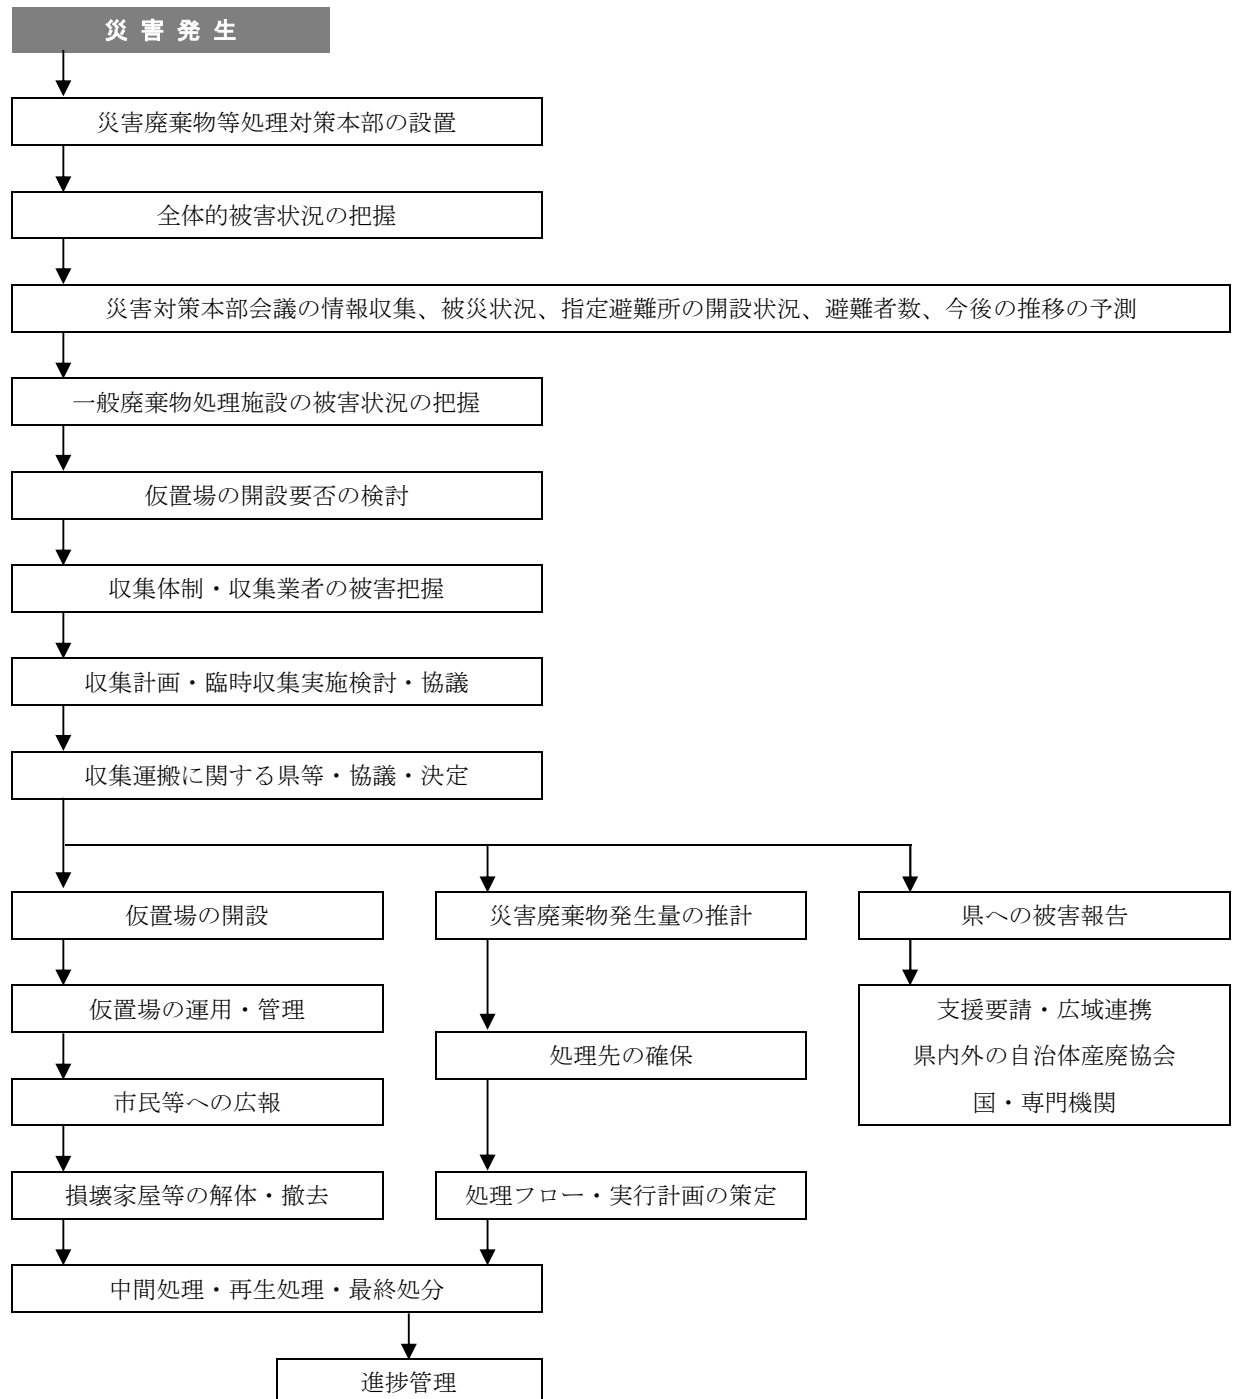 災害発生
災害廃棄物等処理対策本部の設置
全体的被害状況の把握
災害対策本部会議の情報収集、被災状況、指定避難所の開設状況、避難者数、今後の推移の予測
一般廃棄物処理施設の被害状況の把握
仮置場の開設要否の検討
収集体制・収集業者の被害把握
収集計画・臨時収集実施検討・協議
収集運搬に関する県等・協議・決定
仮置場の開設
災害廃棄物発生量の推計
県への被害報告
仮置場の運用・管理
支援要請・広域連携
県内外の自治体産廃協会
国・専門機関
処理先の確保
市民等への広報
損壊家屋等の解体・撤去
処理フロー・実行計画の策定
中間処理・再生処理・最終処分
進捗管理